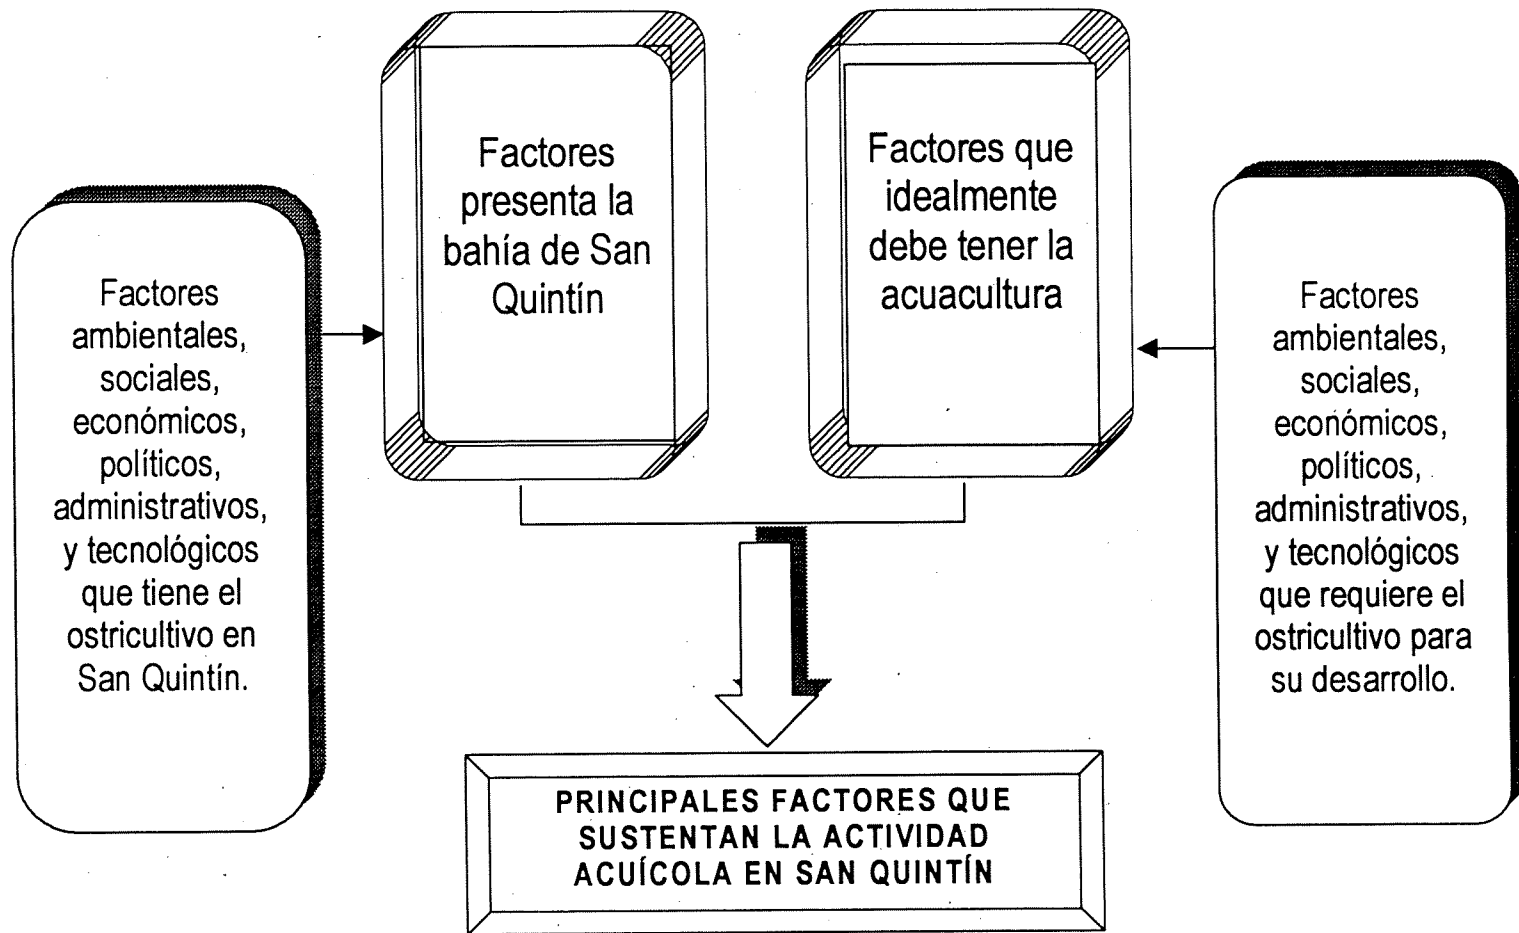 Factores
presenta la
bahía de San
Quintín
Factores que
idealmente
debe tener la
acuacultura
Factores
ambientales,
sociales,
económicos,
políticos,
administrativos,
y tecnológicos
que tiene el
ostricultivo en
San Quintín.
Factores
ambientales,
sociales,
económicos,
políticos,
administrativos,
y tecnológicos
que requiere el
ostricultivo para
su desarrollo.
PRINCIPALES FACTORES QUE
SUSTENTAN LA ACTIVIDAD
ACUÍCOLA EN SAN QUINTÍN